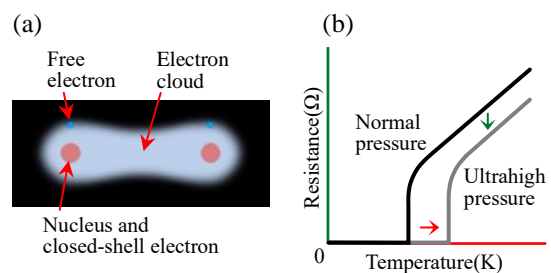 (a)
Free
electron
Electron
cloud
Nucleus and
closed-shell electron
(b)
Resistance(Ω)
Normal
pressure
Ultrahigh
pressure
0
Temperature(K)